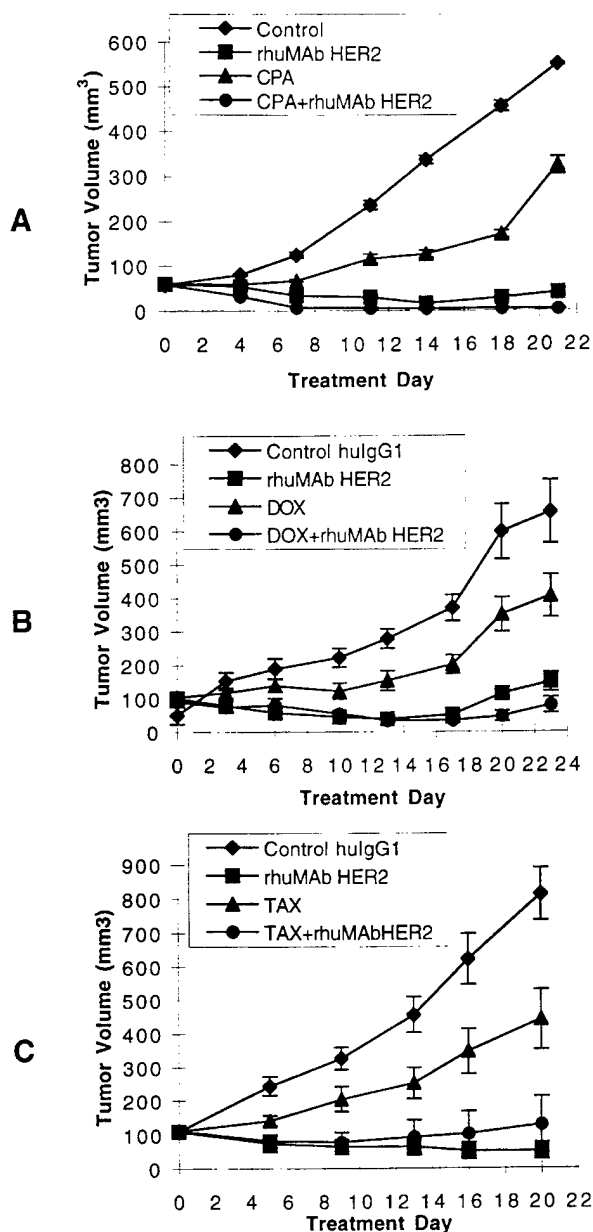 Control
rhuMAb HER2
CPA
CPA+rhuMAb HER2
600
500
400
300
200
100
0
Tumor Volume (mm3)
A
0 2 4 6 8 10 12 14 16 18 20 22
Treatment Day
Control huIgG1
rhuMAb HER2
DOX
DOX+rhuMAb HER2
800
700
600
500
400
300
200
100
0
Tumor Volume (mm3)
B
0 2 4 6 8 10 12 14 16 18 20 22 24
Treatment Day
Control huIgG1
rhuMAb HER2
TAX
TAX+rhuMAbHER2
900
800
700
600
500
400
300
200
100
0
Tumor Volume (mm3)
C
0 2 4 6 8 10 12 14 16 18 20 22
Treatment Day